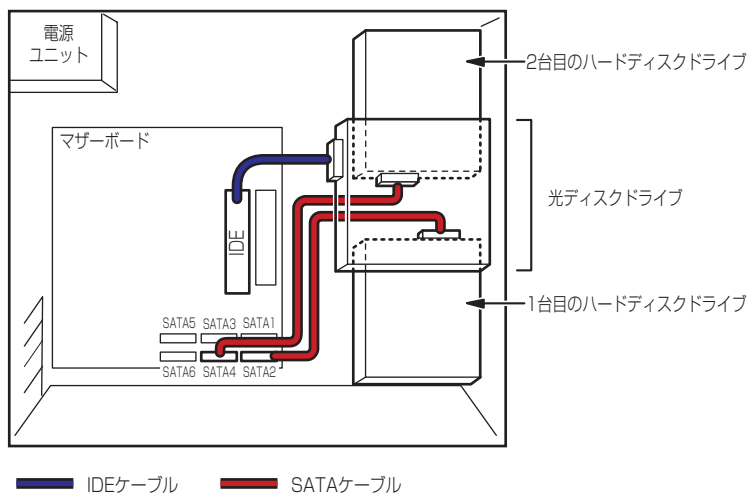 電源
ユニット
2台目のハードディスクドライブ
マザーボード
光ディスクドライブ
IDE
1台目のハードディスクドライブ
SATA5 SATA3 SATA1
SATA6 SATA4 SATA2
IDEケーブル SATAケーブル